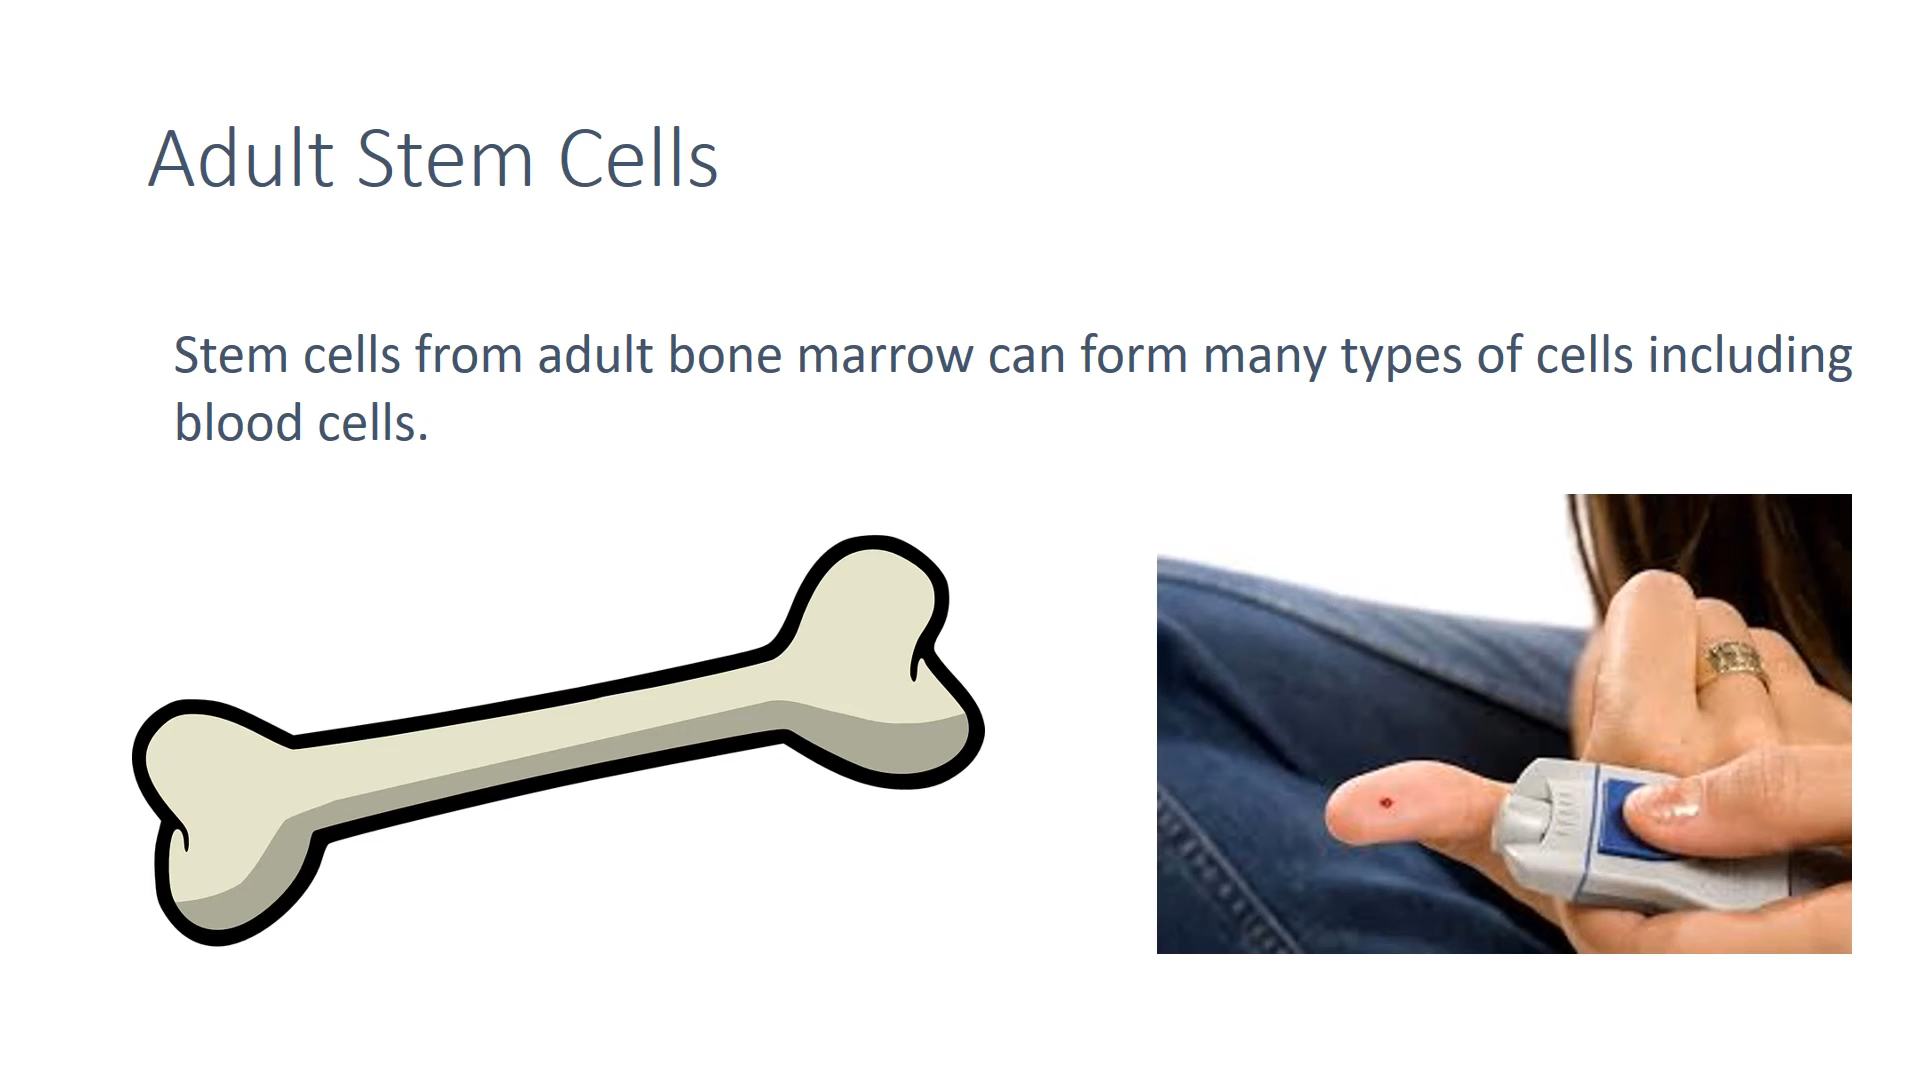 Adult Stem Cells
Stem cells from adult bone marrow can form many types of cells including
blood cells.